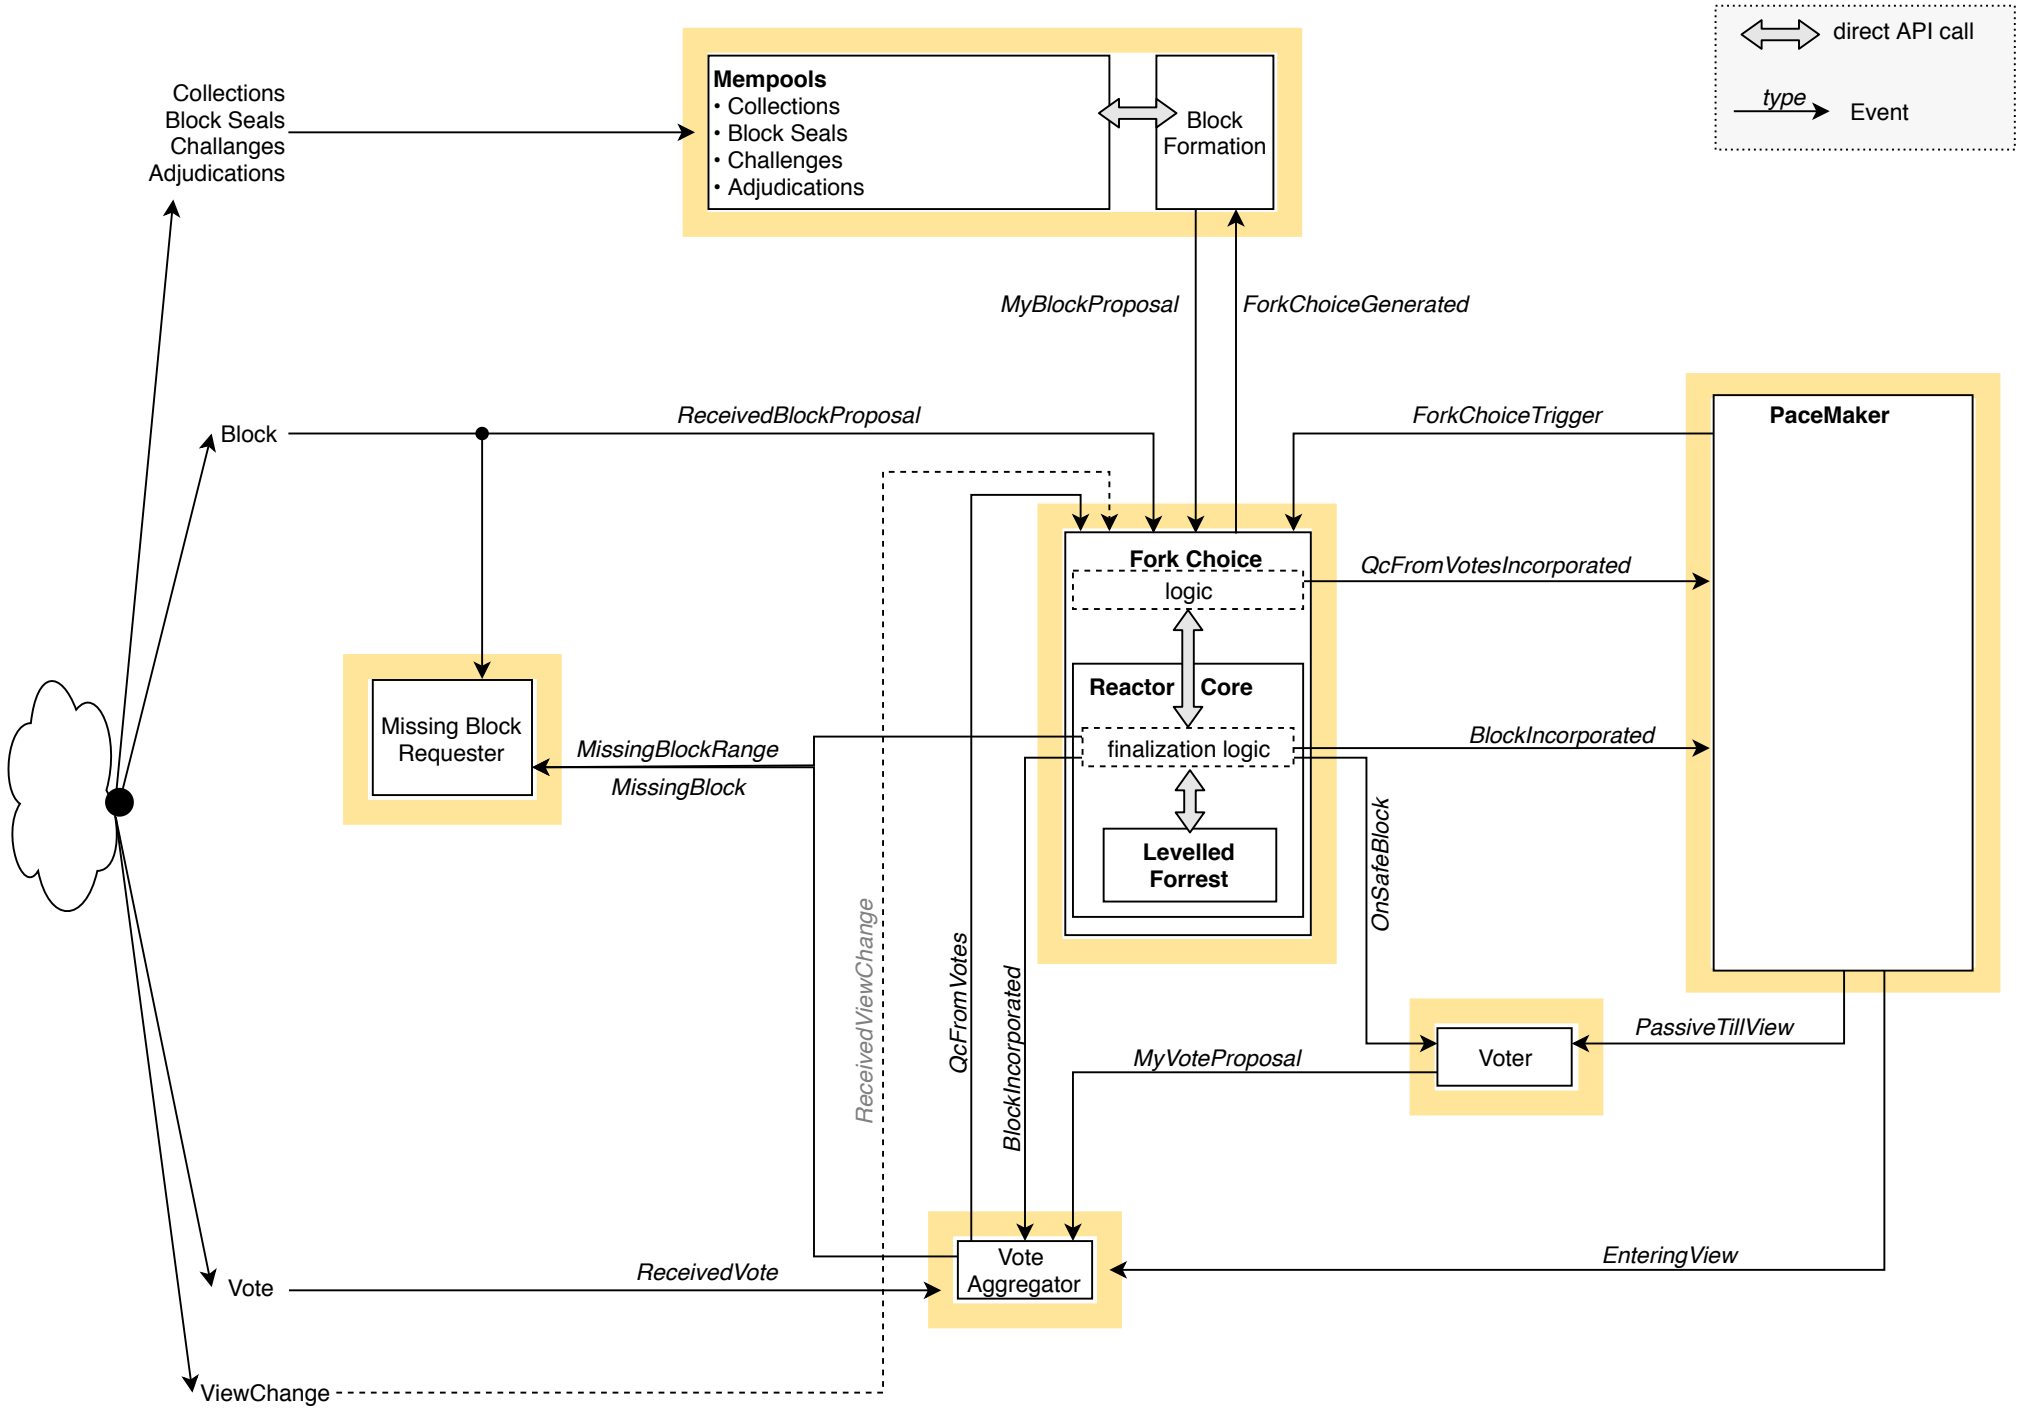 direct API call
type
Event
Collections
Block Seals
Challanges
Adjudications
Mempools
• Collections
• Block Seals
• Challenges
• Adjudications
Block
Formation
MyBlockProposal
ForkChoiceGenerated
Block
ReceivedBlockProposal
ForkChoiceTrigger
PaceMaker
Fork Choice
logic
QcFromVotesIncorporated
Reactor Core
finalization logic
BlockIncorporated
Levelled
Forrest
Missing Block
Requester
MissingBlockRange
MissingBlock
OnSafeBlock
ReceivedViewChange
QcFromVotes
BlockIncorporated
PassiveTillView
Voter
MyVoteProposal
EnteringView
Vote
Aggregator
Vote
ReceivedVote
ViewChange